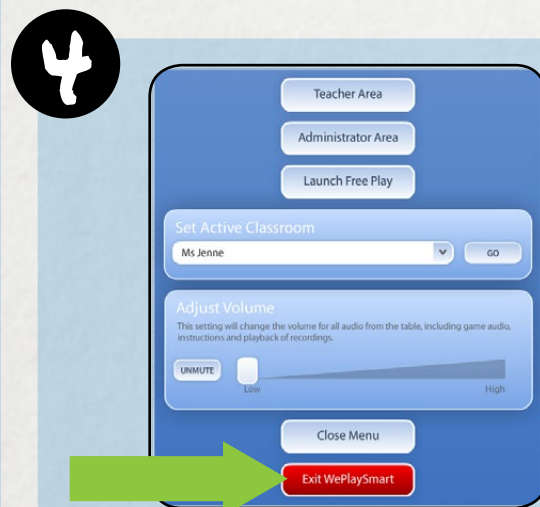 4
Teacher Area
Administrator Area
Launch Free Play
Set Active Classroom
Ms Jenne
GO
Adjust Volume
This setting will change the volume for all audio from the table, including game audio,
instructions and playback of recordings.
UNMUTE
Low
High
Close Menu
Exit WePlaySmart